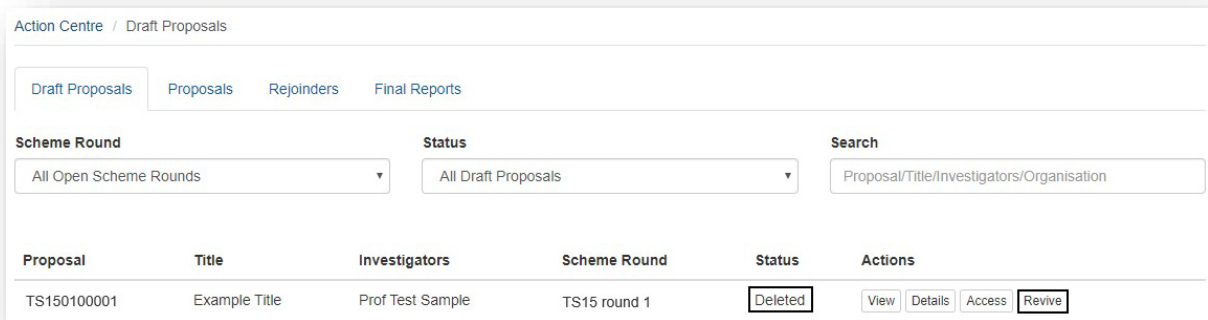 Action Centre / Draft Proposals
Draft Proposals Proposals Rejoinders Final Reports
Scheme Round Status Search
All Open Scheme Rounds All Draft Proposals Proposal/Title/Investigators/Organisation
Proposal Title Investigators Scheme Round Status Actions
TS150100001 Example Title Prof Test Sample TS15 round 1 Deleted View Details Access Revive